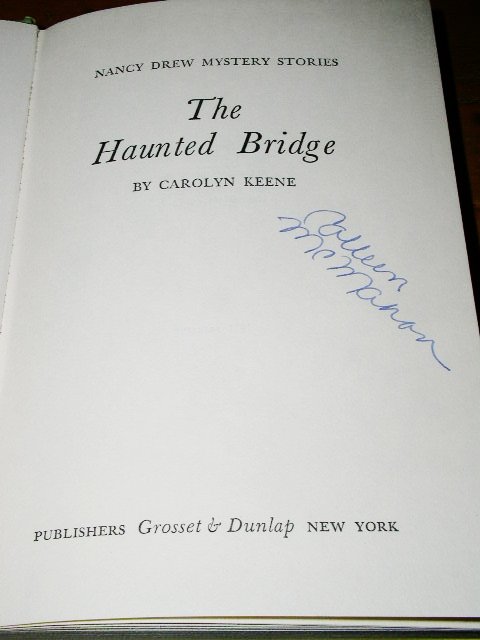 NANCY DREW MYSTERY STORIES
The
Haunted Bridge
BY CAROLYN KEENE
Colleen
McMahon
PUBLISHERS Grosset & Dunlap NEW YORK